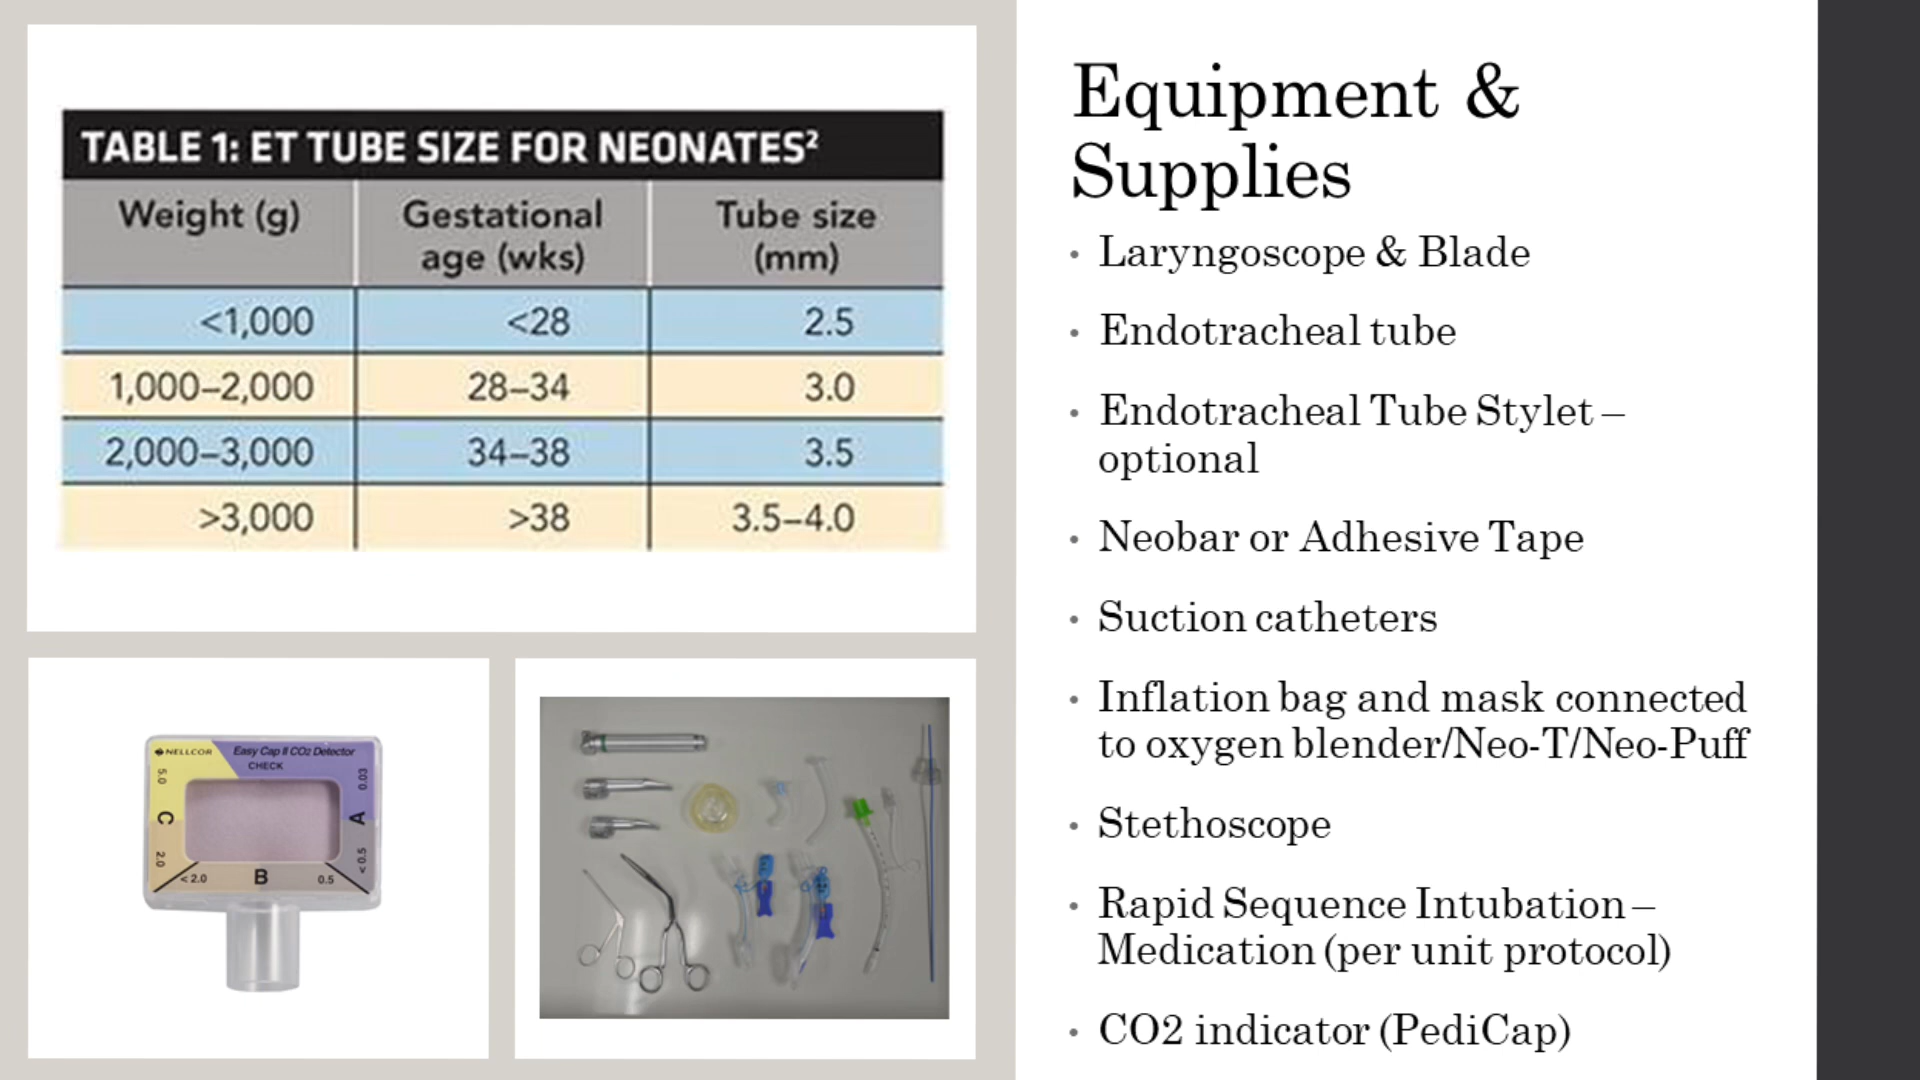 TABLE 1: ET TUBE SIZE FOR NEONATES²
Weight (g) Gestational age (wks) Tube size (mm)
<1,000 <28 2.5
1,000–2,000 28–34 3.0
2,000–3,000 34–38 3.5
>3,000 >38 3.5–4.0
NELLCOR Easy Cap II CO2 Detector
CHECK
5.0 0.03
C A
2.0 <0.5
<2.0 B 0.5
Equipment &
Supplies
• Laryngoscope & Blade
• Endotracheal tube
• Endotracheal Tube Stylet –
optional
• Neobar or Adhesive Tape
• Suction catheters
• Inflation bag and mask connected
to oxygen blender/Neo-T/Neo-Puff
• Stethoscope
• Rapid Sequence Intubation –
Medication (per unit protocol)
• CO2 indicator (PediCap)